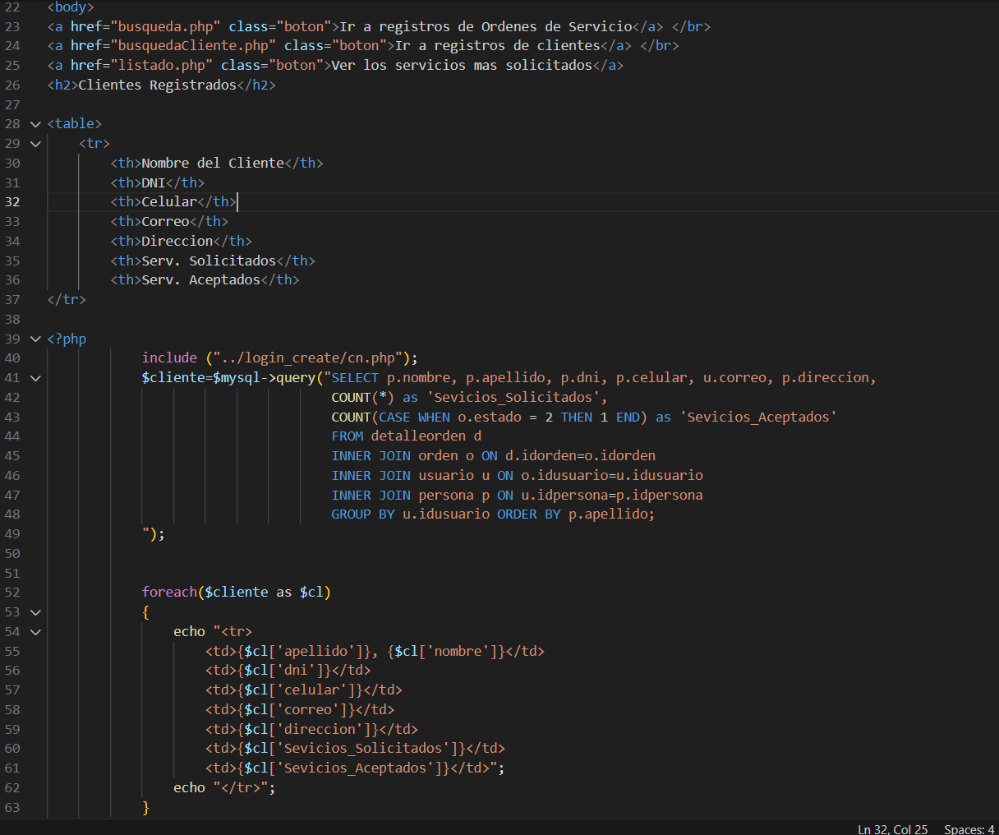 22 <body>
23 <a href="busqueda.php" class="boton">Ir a registros de Ordenes de Servicio</a> </br>
24 <a href="busquedaCliente.php" class="boton">Ir a registros de clientes</a> </br>
25 <a href="listado.php" class="boton">Ver los servicios mas solicitados</a>
26 <h2>Clientes Registrados</h2>
27
28 <table>
29     <tr>
30         <th>Nombre del Cliente</th>
31         <th>DNI</th>
32         <th>Celular</th>
33         <th>Correo</th>
34         <th>Direccion</th>
35         <th>Serv. Solicitados</th>
36         <th>Serv. Aceptados</th>
37 </tr>
38
39 <?php
40             include ("../login_create/cn.php");
41             $cliente=$mysql->query("SELECT p.nombre, p.apellido, p.dni, p.celular, u.correo, p.direccion,
42                                     COUNT(*) as 'Sevicios_Solicitados',
43                                     COUNT(CASE WHEN o.estado = 2 THEN 1 END) as 'Sevicios_Aceptados'
44                                     FROM detalleorden d
45                                     INNER JOIN orden o ON d.idorden=o.idorden
46                                     INNER JOIN usuario u ON o.idusuario=u.idusuario
47                                     INNER JOIN persona p ON u.idpersona=p.idpersona
48                                     GROUP BY u.idusuario ORDER BY p.apellido;
49             ");
50
51
52             foreach($cliente as $cl)
53             {
54                 echo "<tr>
55                     <td>{$cl['apellido']}, {$cl['nombre']}</td>
56                     <td>{$cl['dni']}</td>
57                     <td>{$cl['celular']}</td>
58                     <td>{$cl['correo']}</td>
59                     <td>{$cl['direccion']}</td>
60                     <td>{$cl['Sevicios_Solicitados']}</td>
61                     <td>{$cl['Sevicios_Aceptados']}</td>";
62                 echo "</tr>";
63             }
Ln 32, Col 25 Spaces: 4